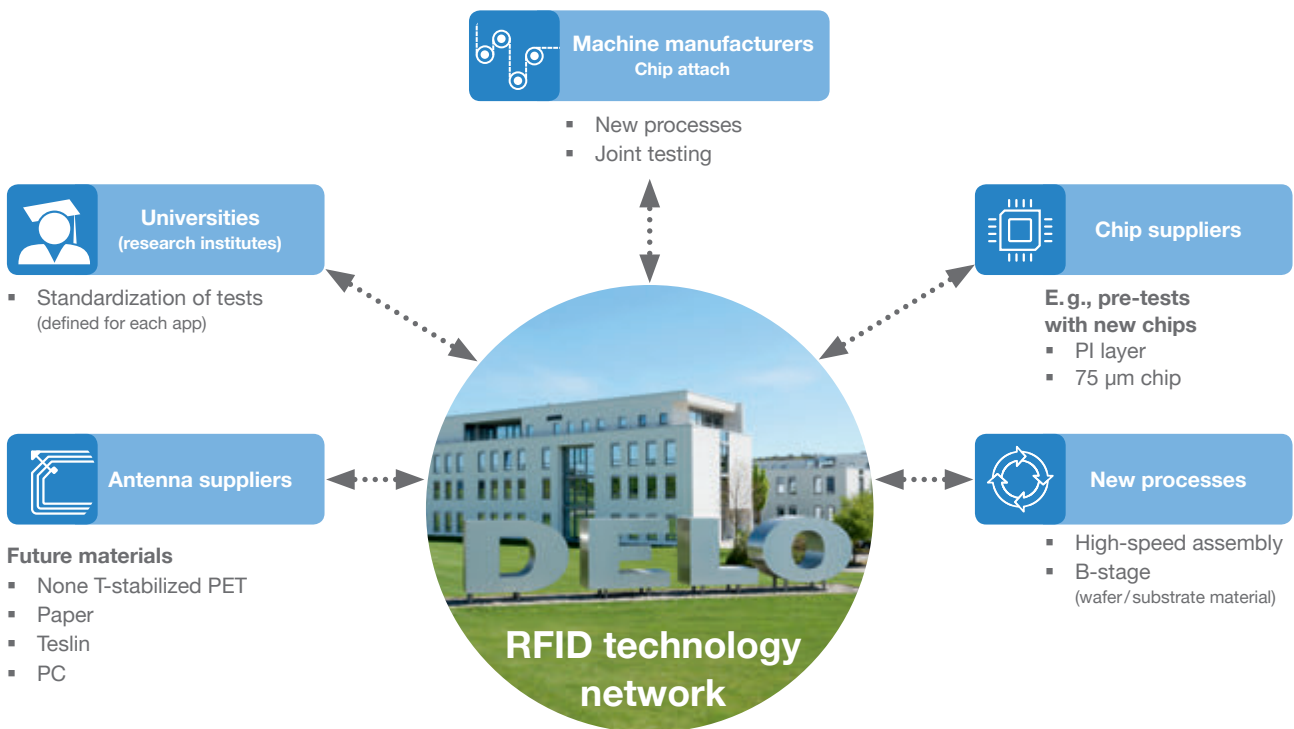 Machine manufacturers
Chip attach
▪ New processes
▪ Joint testing
Universities
(research institutes)
▪ Standardization of tests
(defined for each app)
Chip suppliers
E. g., pre-tests
with new chips
▪ PI layer
▪ 75 µm chip
Antenna suppliers
Future materials
▪ None T-stabilized PET
▪ Paper
▪ Teslin
▪ PC
New processes
▪ High-speed assembly
▪ B-stage
(wafer / substrate material)
DELO
RFID technology
network